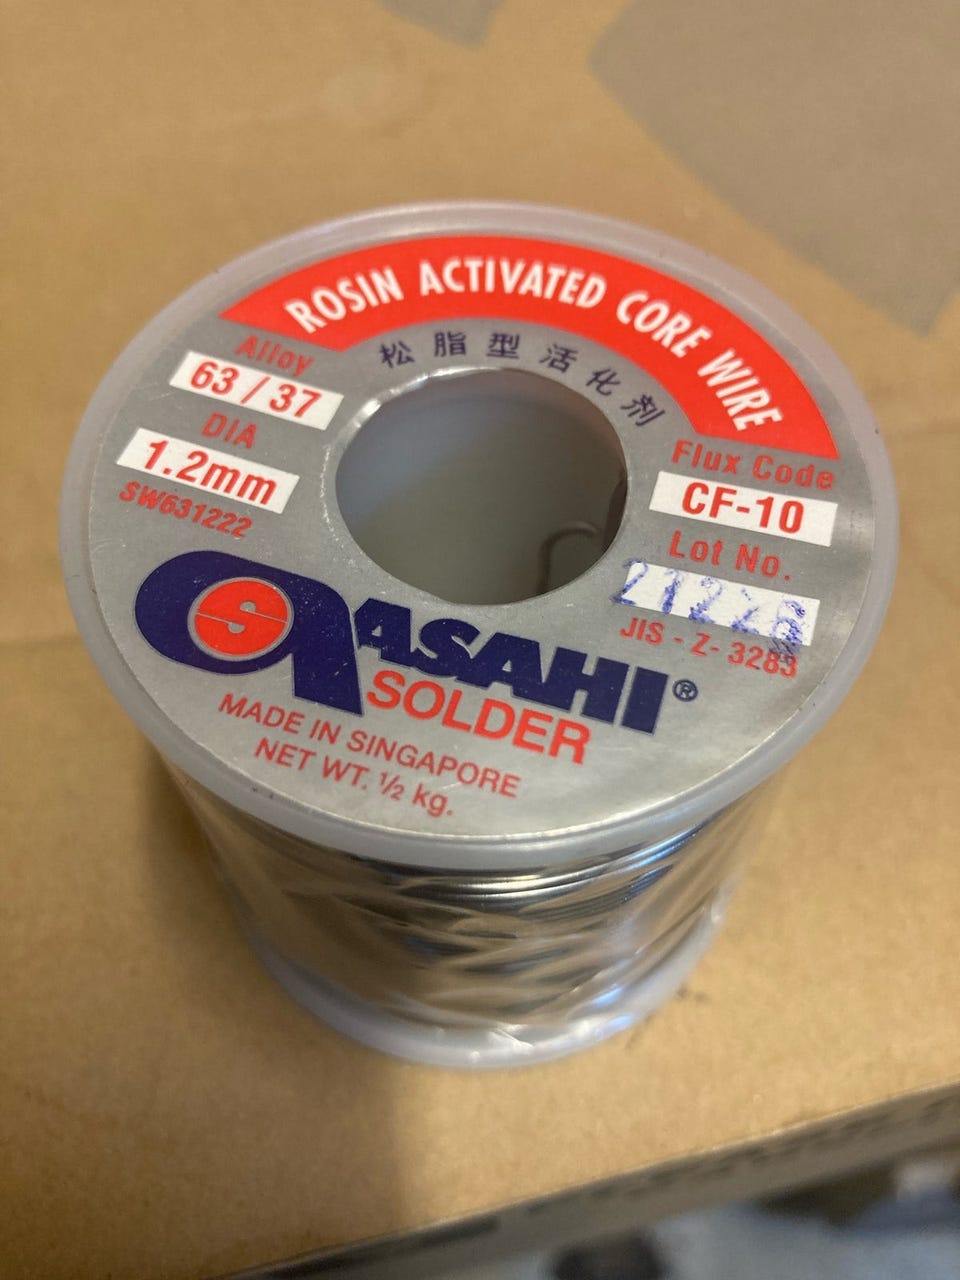 ROSIN ACTIVATED CORE WIRE
松脂型活化剂
Alloy
63 / 37
DIA
1.2mm
SW631222
Flux Code
CF-10
Lot No.
JIS - Z- 3283
ASAHI®
SOLDER
MADE IN SINGAPORE
NET WT. ½ kg.